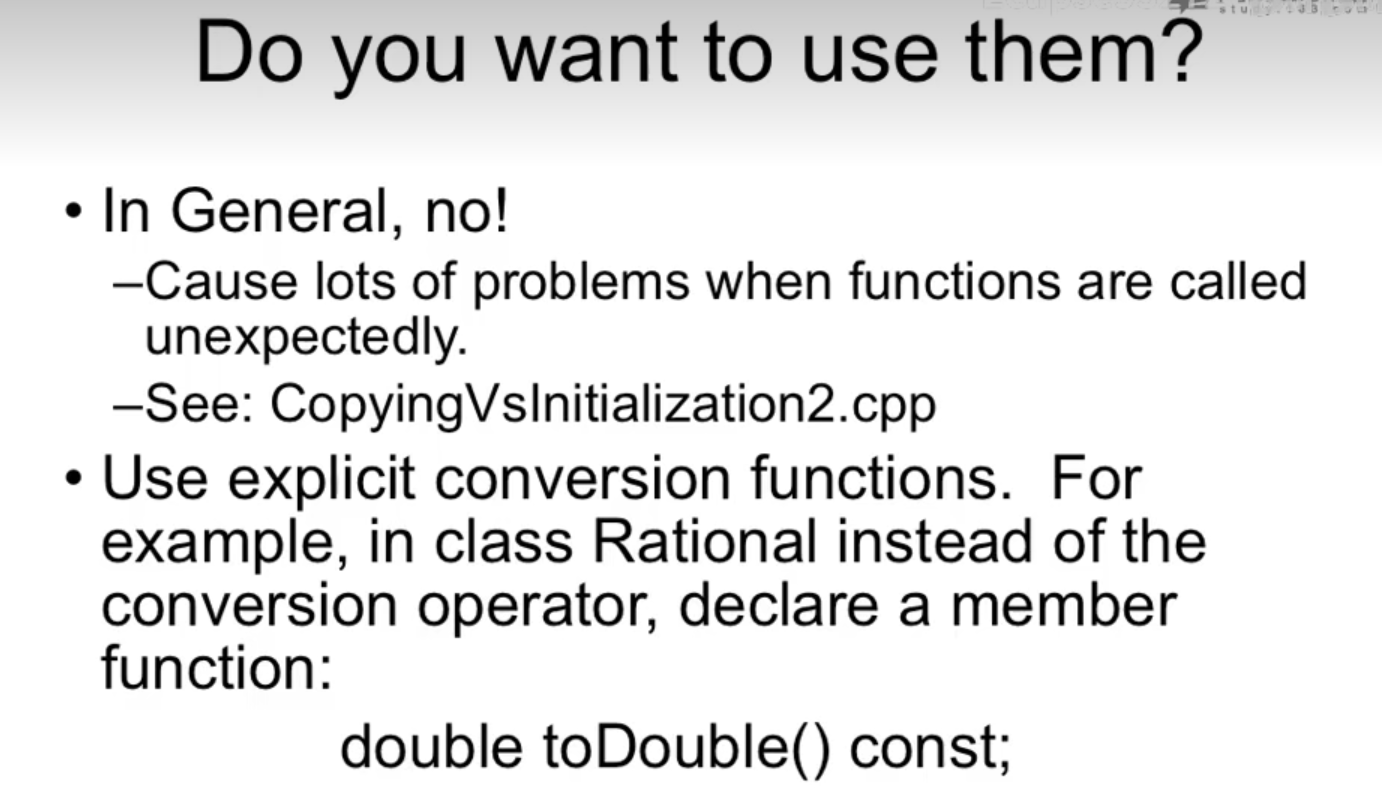 Do you want to use them?
• In General, no!
–Cause lots of problems when functions are called
unexpectedly.
–See: CopyingVsInitialization2.cpp
• Use explicit conversion functions.  For
example, in class Rational instead of the
conversion operator, declare a member
function:
double toDouble() const;